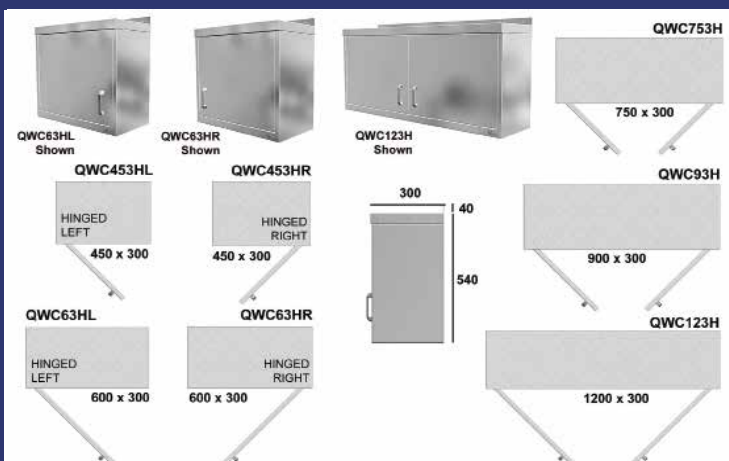 QWC63HL
Shown
QWC63HR
Shown
QWC123H
Shown
QWC753H
750 x 300
QWC453HL
HINGED
LEFT
450 x 300
QWC453HR
HINGED
RIGHT
450 x 300
300
40
540
QWC93H
900 x 300
QWC63HL
HINGED
LEFT
600 x 300
QWC63HR
HINGED
RIGHT
600 x 300
QWC123H
1200 x 300